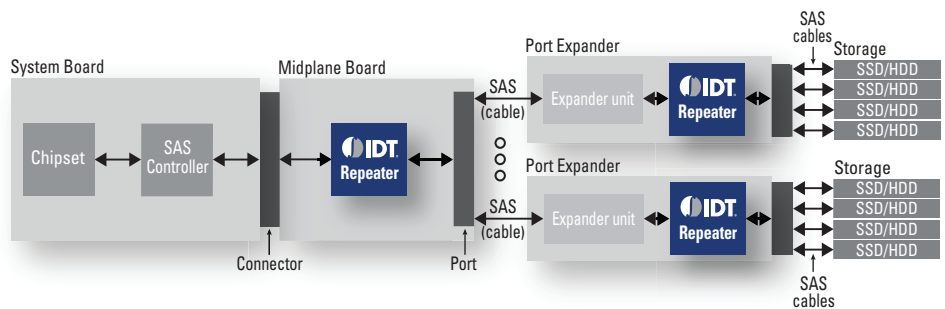 System Board
Chipset
SAS
Controller
Connector
Midplane Board
IDT.
Repeater
Port
SAS
(cable)
SAS
(cable)
Port Expander
Expander unit
IDT.
Repeater
SAS
cables
Storage
SSD/HDD
SSD/HDD
SSD/HDD
SSD/HDD
Port Expander
Expander unit
IDT.
Repeater
Storage
SSD/HDD
SSD/HDD
SSD/HDD
SSD/HDD
SAS
cables